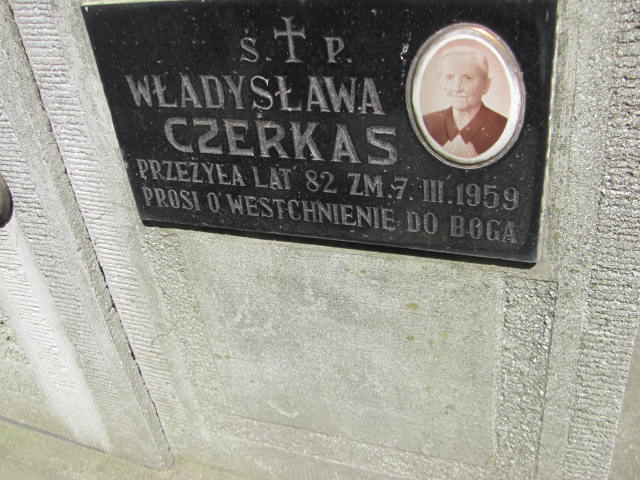 Ś. P.
WŁADYSŁAWA
CZERKAS
PRZEŻYŁA LAT 82 ZM. 7. III. 1959
PROSI O WESTCHNIENIE DO BOGA